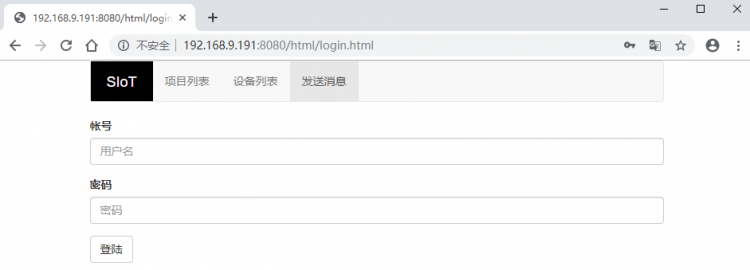 192.168.9.191:8080/html/login
不安全 192.168.9.191:8080/html/login.html
SIoT 项目列表 设备列表 发送消息
帐号
用户名
密码
密码
登陆